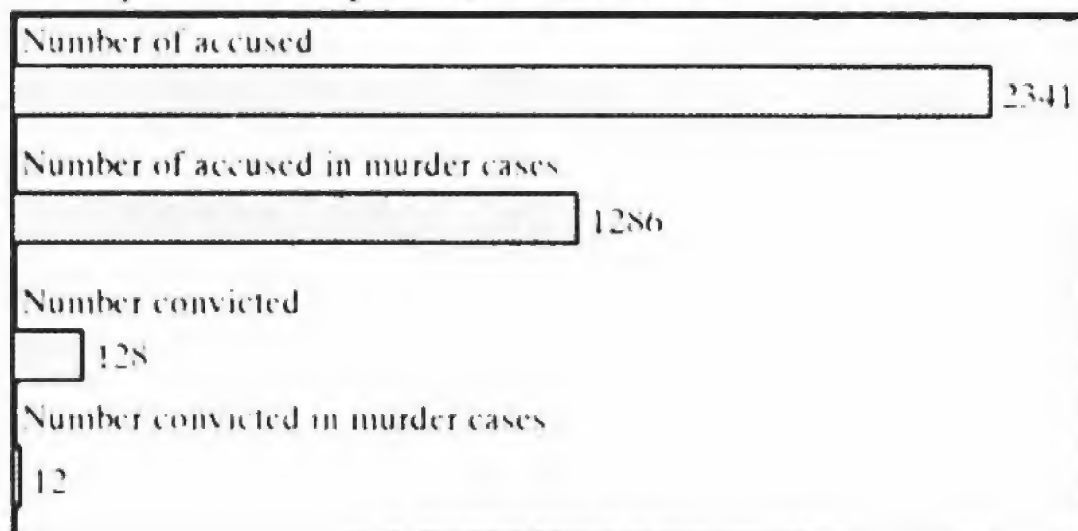 Number of accused
2341
Number of accused in murder cases
1286
Number convicted
128
Number convicted in murder cases
12